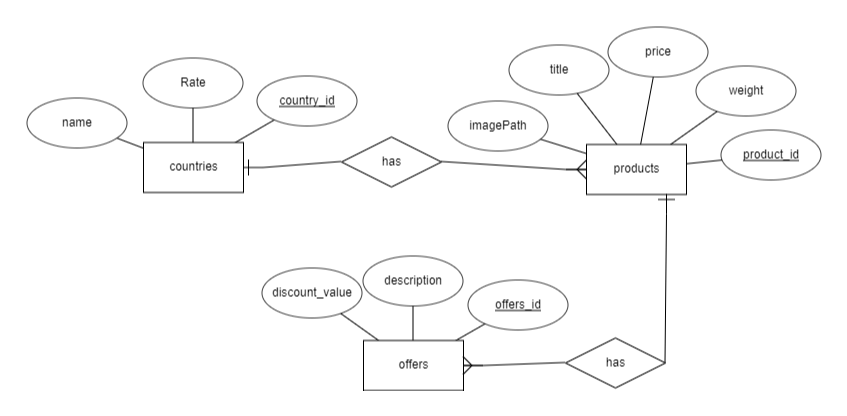 price
title
Rate
weight
country_id
name
imagePath
product_id
has
countries
products
description
discount_value
offers_id
has
offers